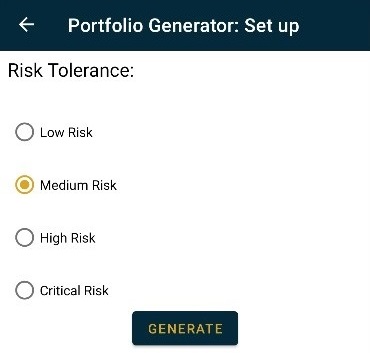 Portfolio Generator: Set up
Risk Tolerance:
Low Risk
Medium Risk
High Risk
Critical Risk
GENERATE